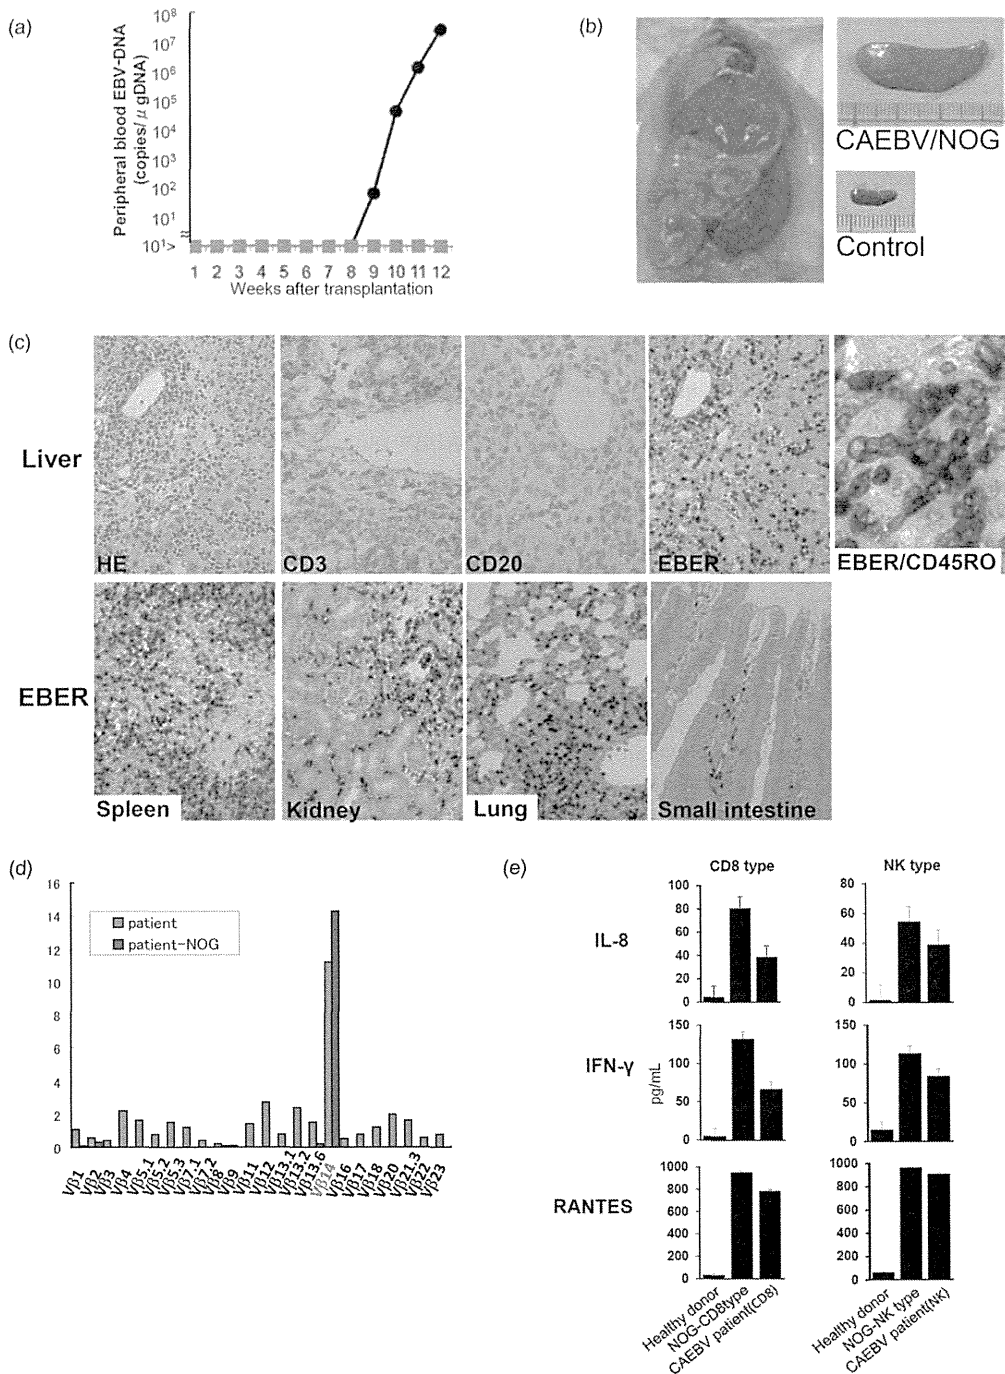 (a)
Peripheral blood EBV-DNA
(copies/μ gDNA)
10⁸
10⁷
10⁶
10⁵
10⁴
10³
10²
10¹
≈
10¹>
1 2 3 4 5 6 7 8 9 10 11 12
Weeks after transplantation
(b)
CAEBV/NOG
Control
(c)
Liver
HE
CD3
CD20
EBER
EBER/CD45RO
EBER
Spleen
Kidney
Lung
Small intestine
(d)
16
14
12
10
8
6
4
2
0
patient
patient-NOG
Vβ1
Vβ2
Vβ3
Vβ4
Vβ5.1
Vβ5.2
Vβ5.3
Vβ7.1
Vβ7.2
Vβ8
Vβ9
Vβ11
Vβ12
Vβ13.1
Vβ13.2
Vβ13.6
Vβ14
Vβ16
Vβ17
Vβ18
Vβ20
Vβ21.3
Vβ22
Vβ23
(e)
CD8 type
NK type
IL-8
100
80
60
40
20
0
80
60
40
20
0
IFN-γ
pg/mL
150
100
50
0
150
100
50
0
RANTES
1000
800
600
400
200
0
1000
800
600
400
200
0
Healthy donor
NOG-CD8type
CAEBV patient(CD8)
Healthy donor
NOG-NK type
CAEBV patient(NK)